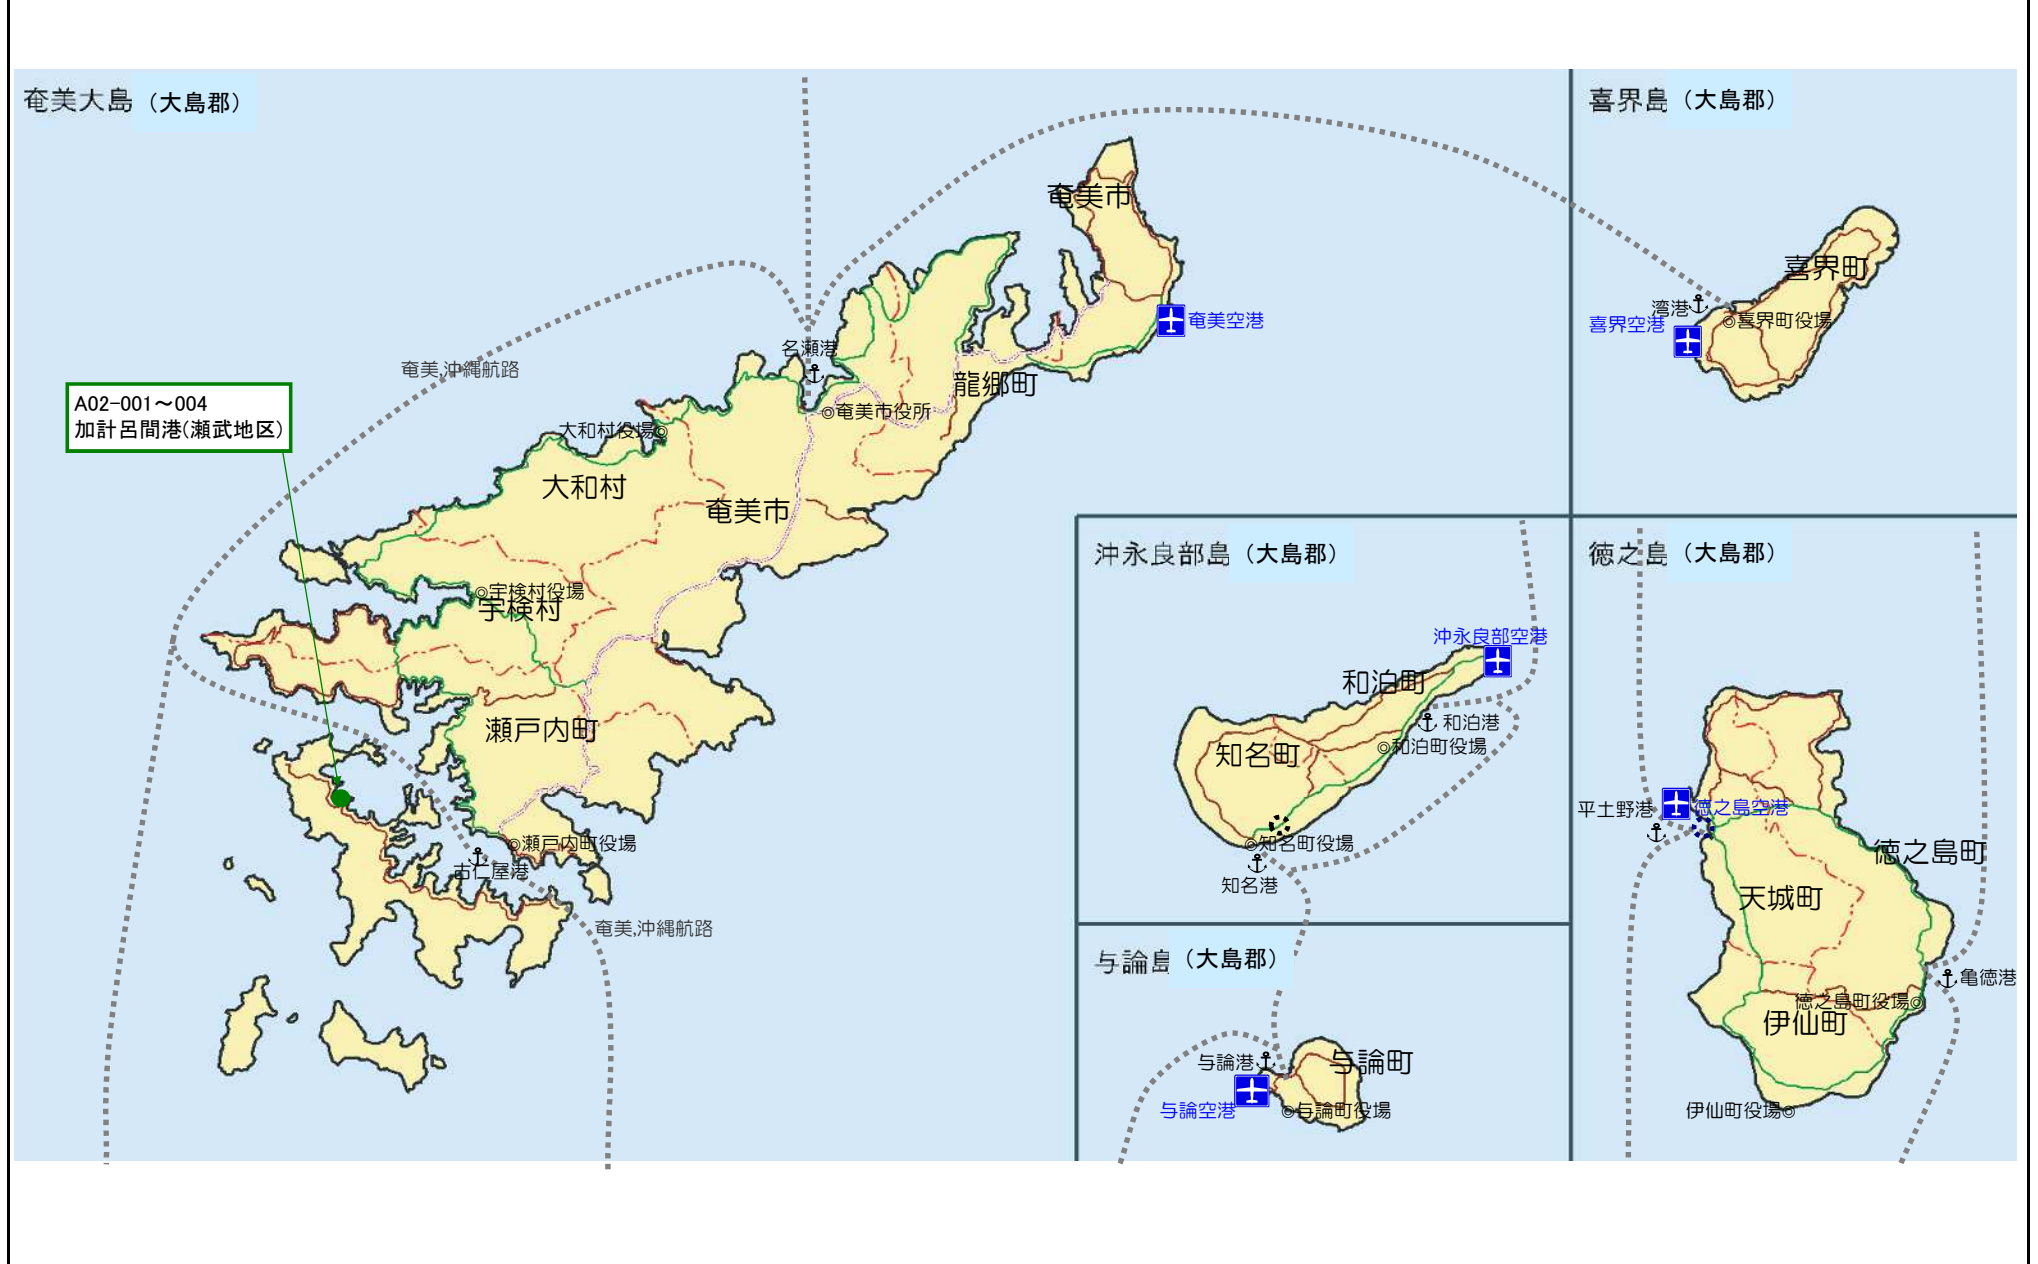 奄美大島（大島郡）
奄美市
奄美空港
名瀬港
奄美,沖縄航路
龍郷町
◎奄美市役所
A02-001～004
加計呂間港(瀬武地区)
大和村役場◎
大和村
奄美市
◎宇検村役場
宇検村
瀬戸内町
◎瀬戸内町役場
古仁屋港
奄美,沖縄航路
喜界島（大島郡）
喜界町
湾港
◎喜界町役場
喜界空港
沖永良部島（大島郡）
沖永良部空港
和泊町
和泊港
◎和泊町役場
知名町
◎知名町役場
知名港
与論島（大島郡）
与論港
与論町
与論空港
◎与論町役場
徳之島（大島郡）
平土野港
徳之島空港
徳之島町
天城町
亀徳港
徳之島町役場◎
伊仙町
伊仙町役場◎